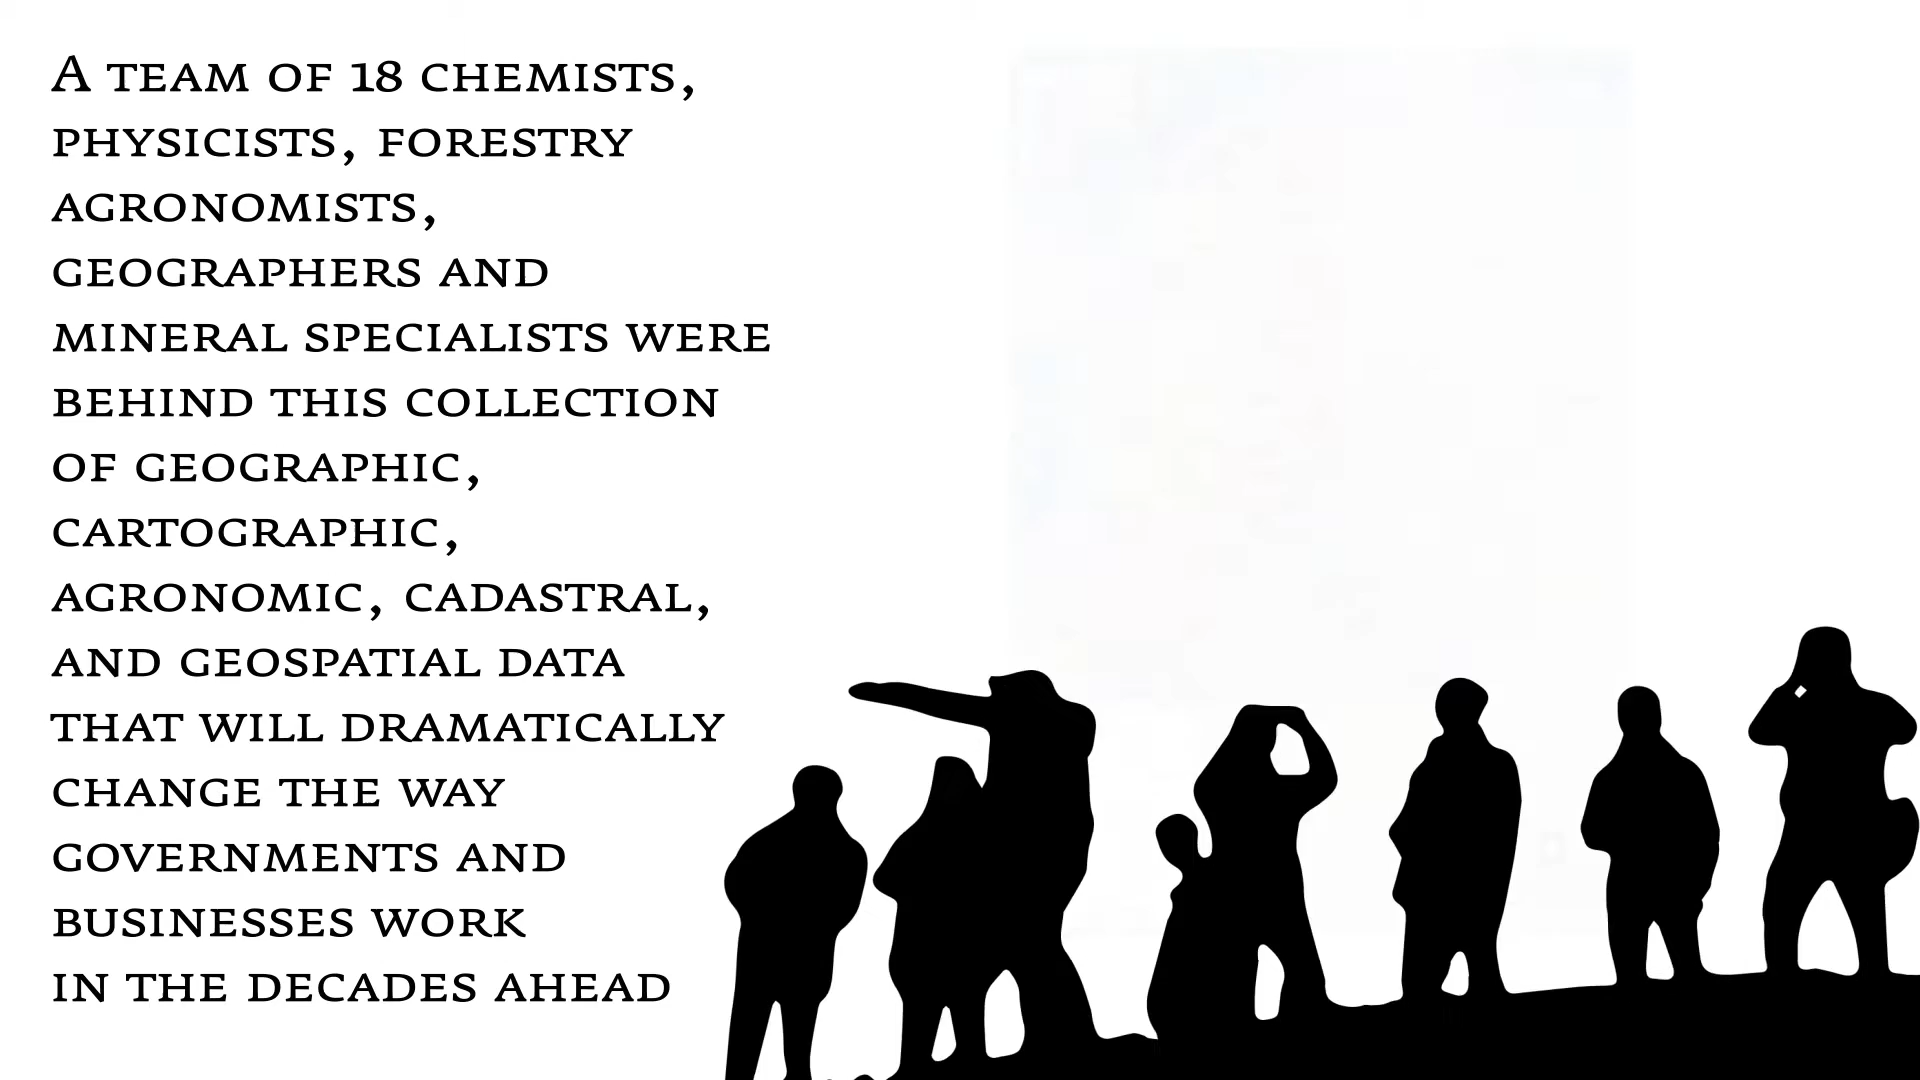 A TEAM OF 18 CHEMISTS,
PHYSICISTS, FORESTRY
AGRONOMISTS,
GEOGRAPHERS AND
MINERAL SPECIALISTS WERE
BEHIND THIS COLLECTION
OF GEOGRAPHIC,
CARTOGRAPHIC,
AGRONOMIC, CADASTRAL,
AND GEOSPATIAL DATA
THAT WILL DRAMATICALLY
CHANGE THE WAY
GOVERNMENTS AND
BUSINESSES WORK
IN THE DECADES AHEAD